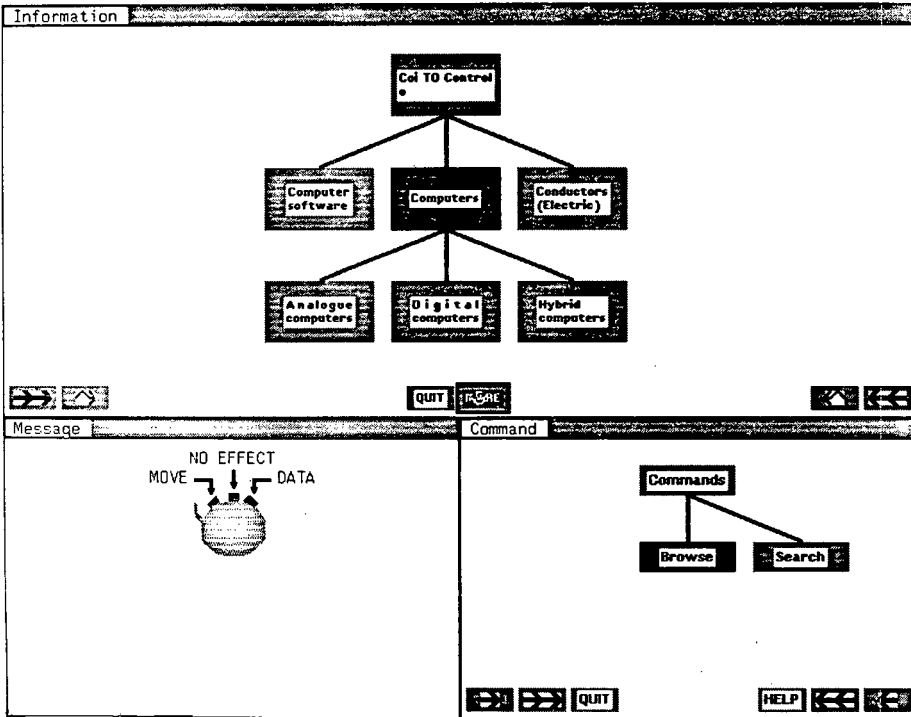 Information
Coi TO Control
Computer
software
Computers
Conductors
(Electric)
Analogue
computers
Digital
computers
Hybrid
computers
QUIT
Message
NO EFFECT
MOVE
DATA
Command
Commands
Browse
Search
QUIT
HELP